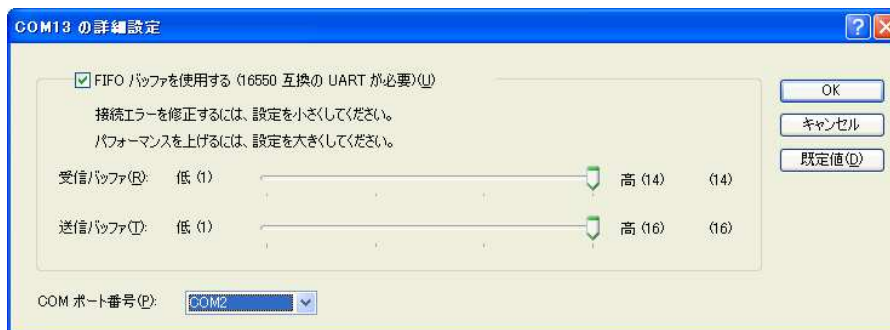 COM13 の詳細設定
FIFO バッファを使用する (16550 互換の UART が必要)(U)
OK
接続エラーを修正するには、設定を小さくしてください。
キャンセル
パフォーマンスを上げるには、設定を大きくしてください。
既定値(D)
受信バッファ(R): 低 (1) 高 (14) (14)
送信バッファ(T): 低 (1) 高 (16) (16)
COM ポート番号(P): COM2